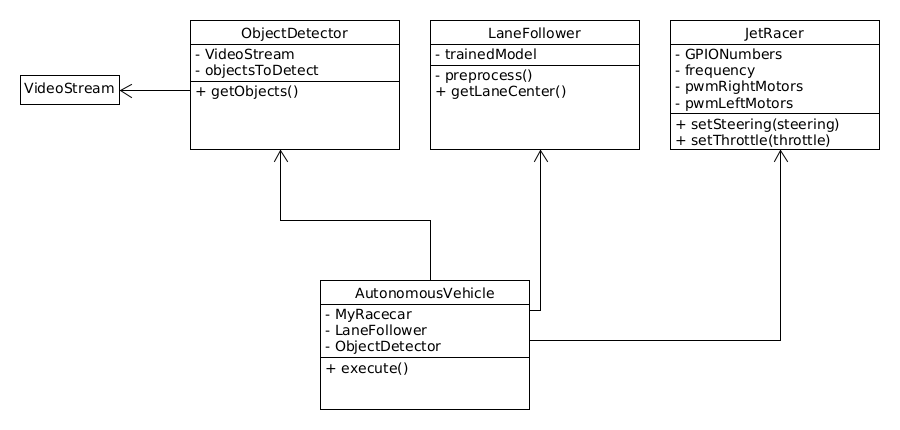 VideoStream
ObjectDetector
- VideoStream
- objectsToDetect
+ getObjects()
LaneFollower
- trainedModel
- preprocess()
+ getLaneCenter()
JetRacer
- GPIONumbers
- frequency
- pwmRightMotors
- pwmLeftMotors
+ setSteering(steering)
+ setThrottle(throttle)
AutonomousVehicle
- MyRacecar
- LaneFollower
- ObjectDetector
+ execute()